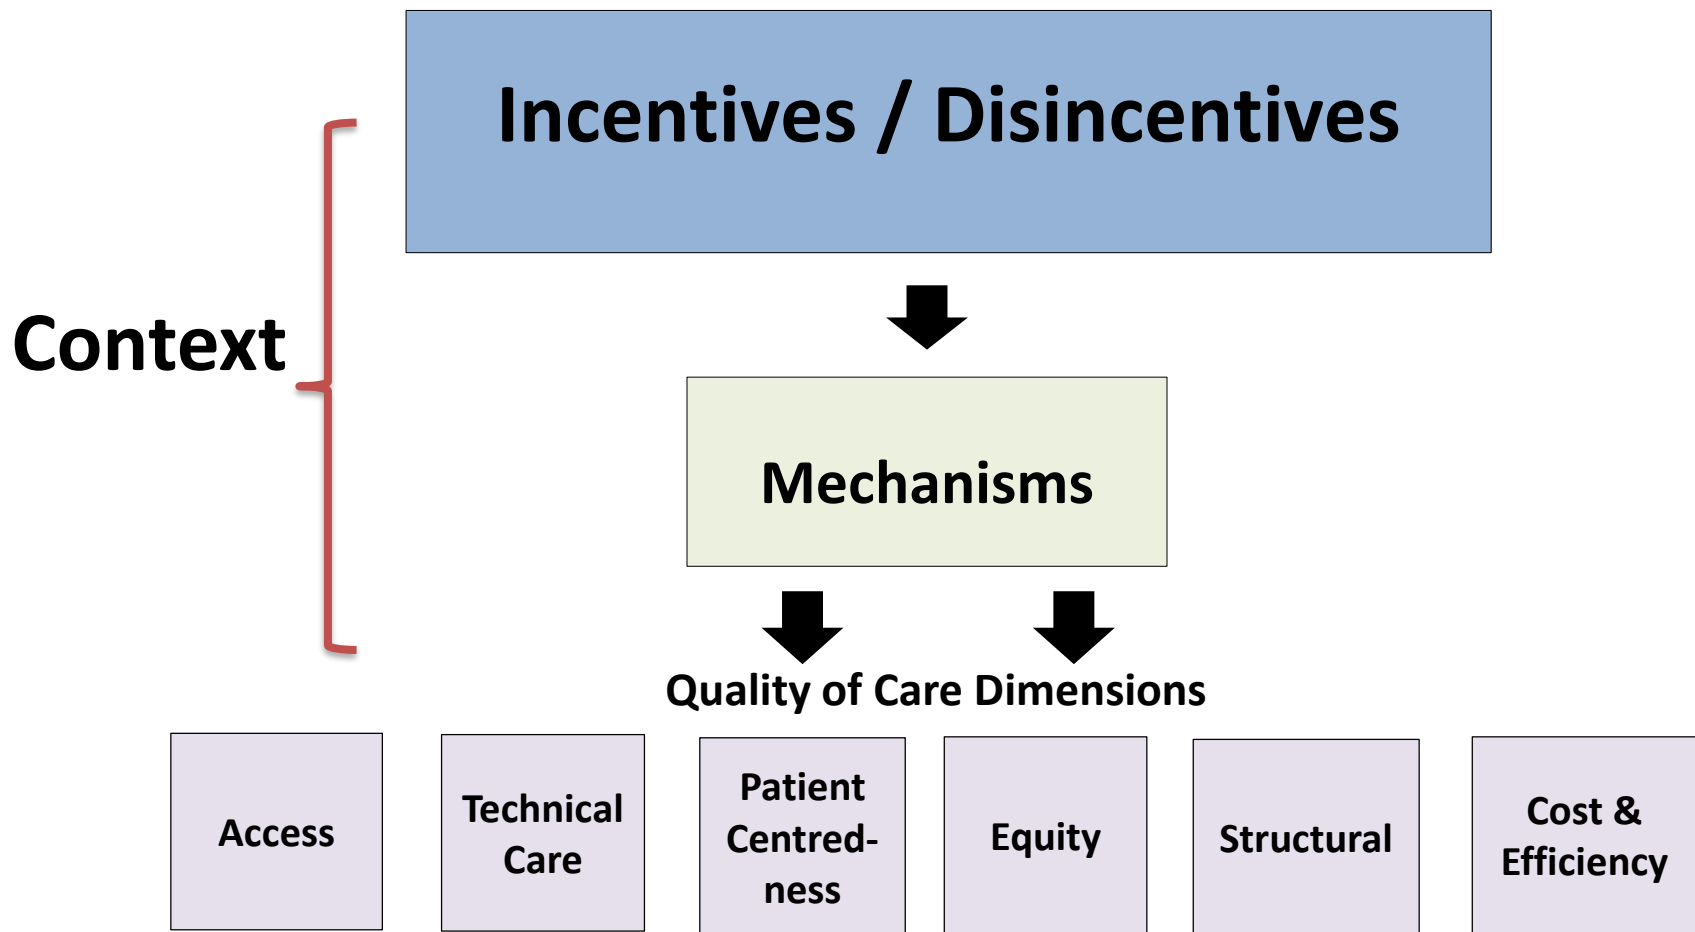 Incentives / Disincentives
Context
Mechanisms
Quality of Care Dimensions
Access
Technical
Care
Patient
Centred-
ness
Equity
Structural
Cost &
Efficiency